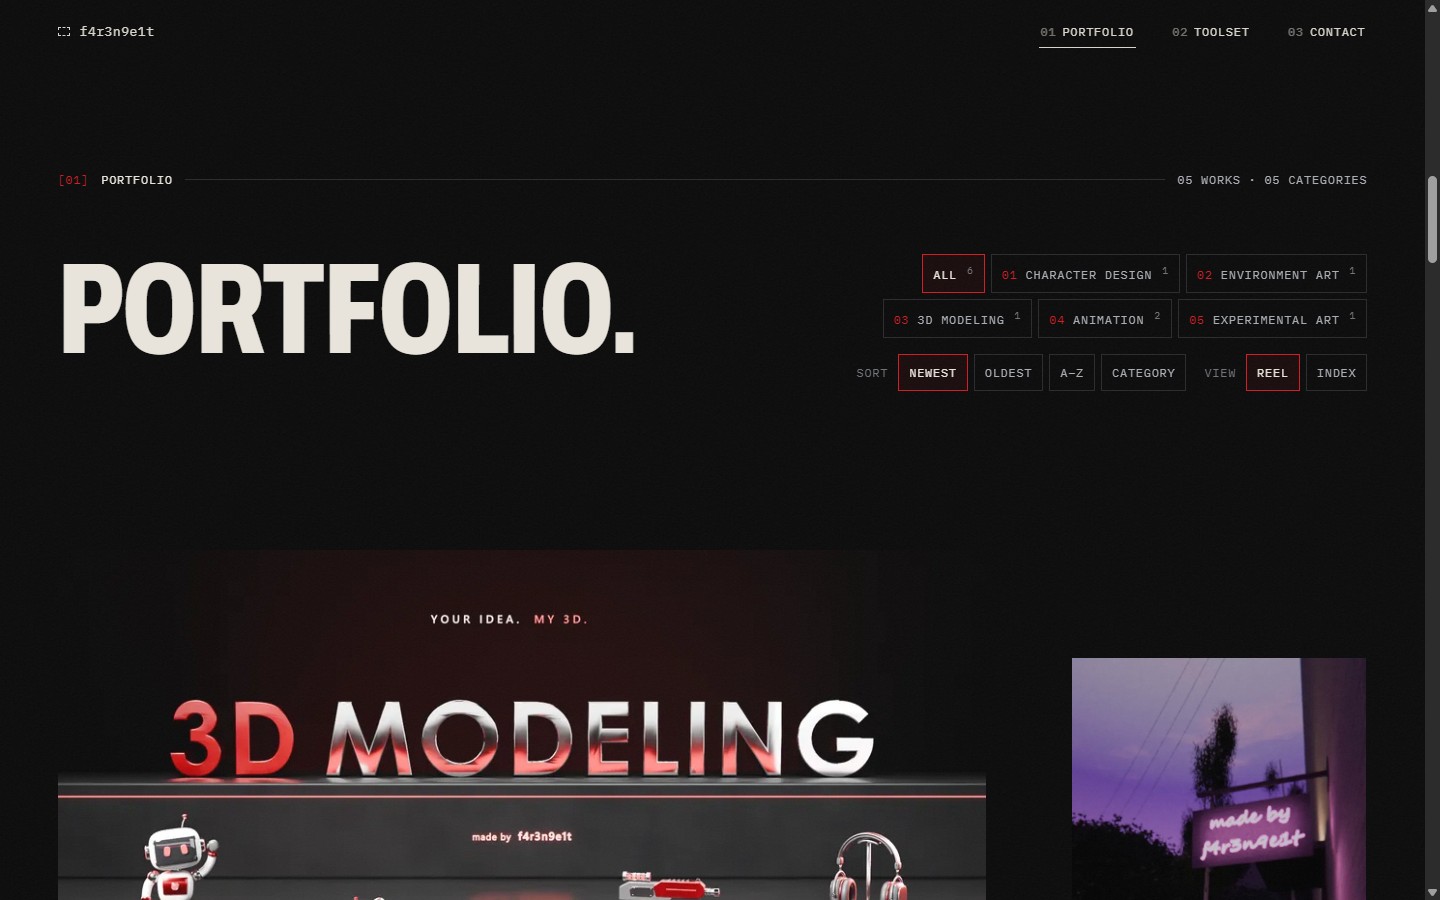 f4r3n9e1t
01 PORTFOLIO 02 TOOLSET 03 CONTACT
[01] PORTFOLIO 05 WORKS · 05 CATEGORIES
PORTFOLIO.
ALL 6 01 CHARACTER DESIGN 1 02 ENVIRONMENT ART 1
03 3D MODELING 1 04 ANIMATION 2 05 EXPERIMENTAL ART 1
SORT NEWEST OLDEST A–Z CATEGORY VIEW REEL INDEX
YOUR IDEA. MY 3D.
3D MODELING
made by f4r3n9e1t
made by
f4r3n9e1t